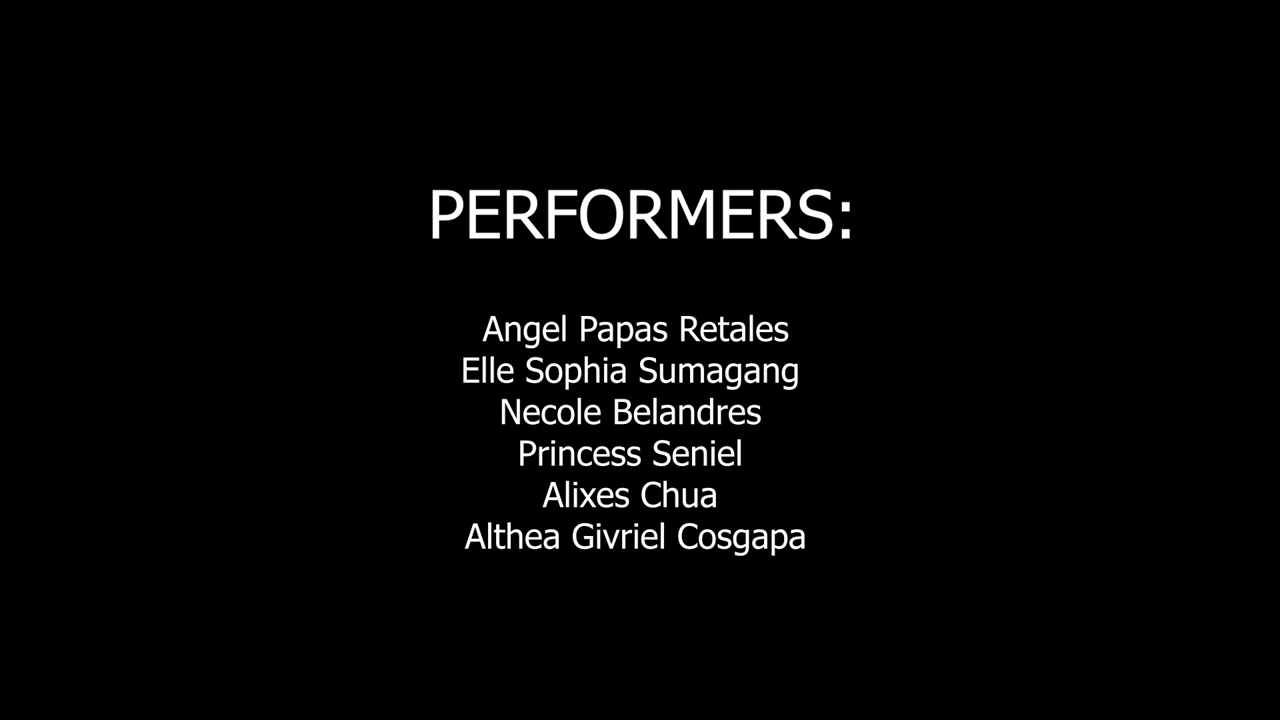 PERFORMERS:
Angel Papas Retales
Elle Sophia Sumagang
Necole Belandres
Princess Seniel
Alixes Chua
Althea Givriel Cosgapa